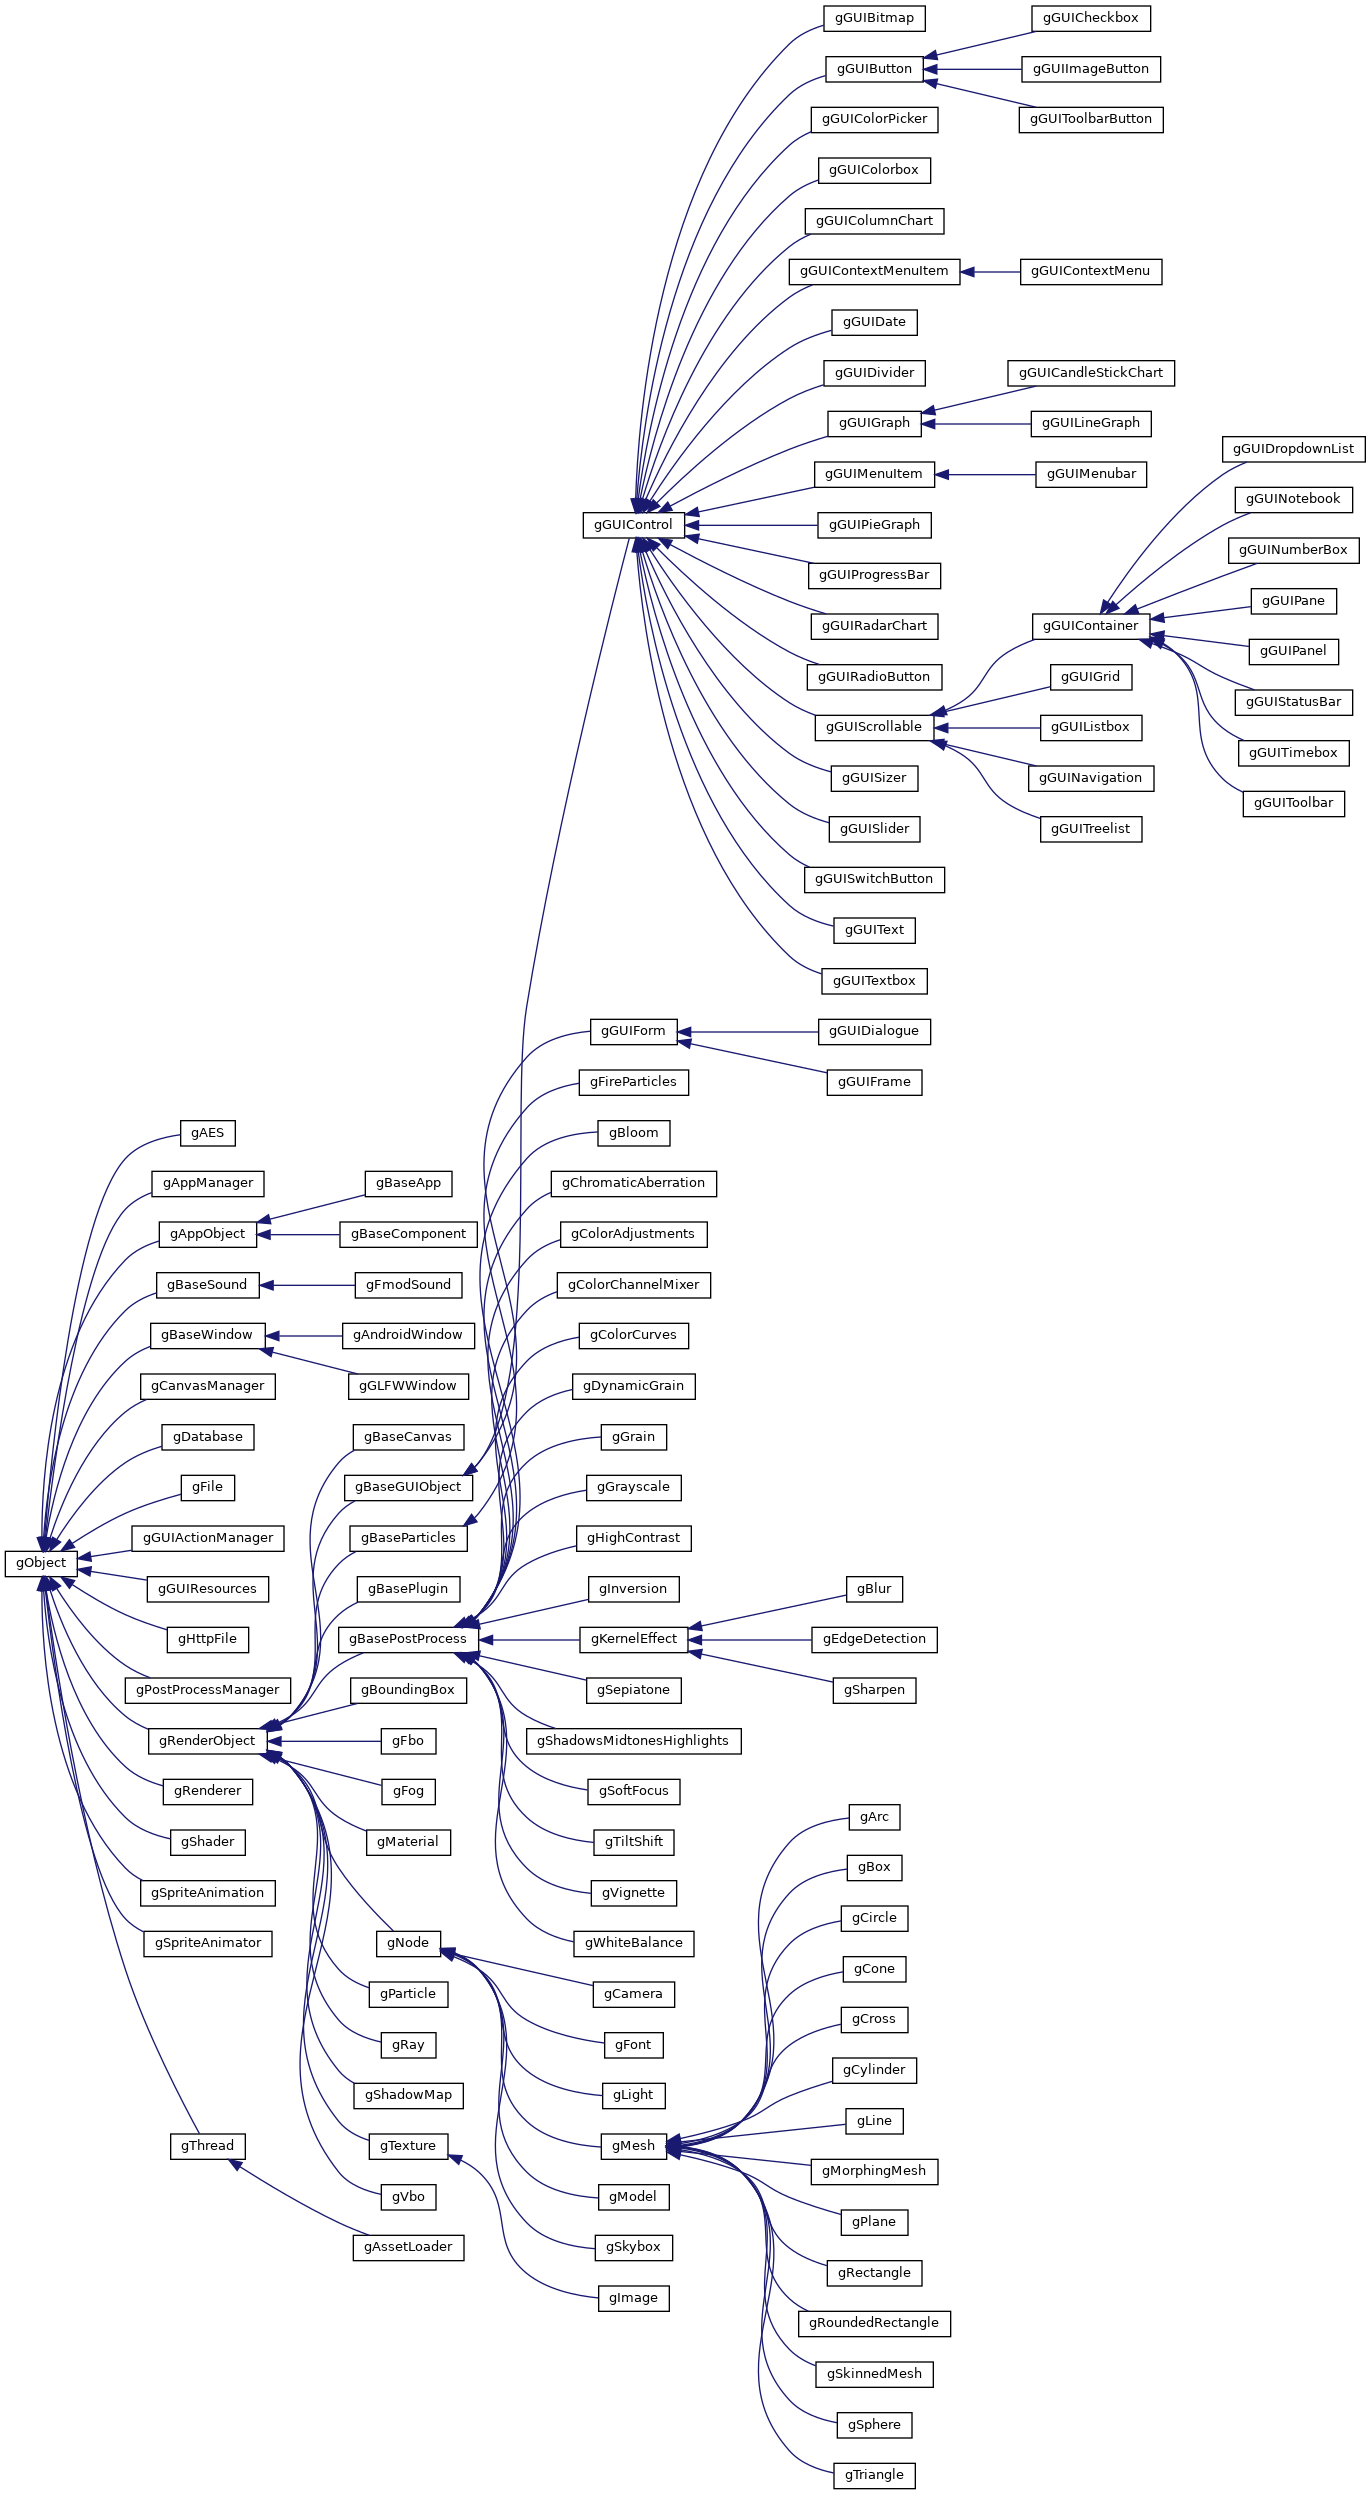 gGUIBitmap
gGUICheckbox
gGUIButton
gGUIImageButton
gGUIColorPicker
gGUIToolbarButton
gGUIColorbox
gGUIColumnChart
gGUIContextMenuItem
gGUIContextMenu
gGUIDate
gGUIDivider
gGUICandleStickChart
gGUIGraph
gGUILineGraph
gGUIDropdownList
gGUIMenuItem
gGUIMenubar
gGUINotebook
gGUIControl
gGUIPieGraph
gGUINumberBox
gGUIProgressBar
gGUIPane
gGUIRadarChart
gGUIContainer
gGUIPanel
gGUIRadioButton
gGUIGrid
gGUIStatusBar
gGUIScrollable
gGUIListbox
gGUITimebox
gGUISizer
gGUINavigation
gGUIToolbar
gGUISlider
gGUITreelist
gGUISwitchButton
gGUIText
gGUITextbox
gGUIForm
gGUIDialogue
gFireParticles
gGUIFrame
gAES
gBloom
gAppManager
gBaseApp
gChromaticAberration
gAppObject
gBaseComponent
gColorAdjustments
gBaseSound
gFmodSound
gColorChannelMixer
gBaseWindow
gAndroidWindow
gColorCurves
gCanvasManager
gGLFWWindow
gDynamicGrain
gDatabase
gBaseCanvas
gGrain
gFile
gBaseGUIObject
gGrayscale
gGUIActionManager
gBaseParticles
gHighContrast
gObject
gGUIResources
gBasePlugin
gInversion
gBlur
gHttpFile
gBasePostProcess
gKernelEffect
gEdgeDetection
gPostProcessManager
gBoundingBox
gSepiatone
gSharpen
gRenderObject
gFbo
gShadowsMidtonesHighlights
gRenderer
gFog
gSoftFocus
gArc
gShader
gMaterial
gTiltShift
gBox
gSpriteAnimation
gVignette
gCircle
gSpriteAnimator
gNode
gWhiteBalance
gCone
gParticle
gCamera
gCross
gRay
gFont
gCylinder
gShadowMap
gLight
gLine
gThread
gTexture
gMesh
gMorphingMesh
gVbo
gModel
gPlane
gAssetLoader
gSkybox
gRectangle
gImage
gRoundedRectangle
gSkinnedMesh
gSphere
gTriangle